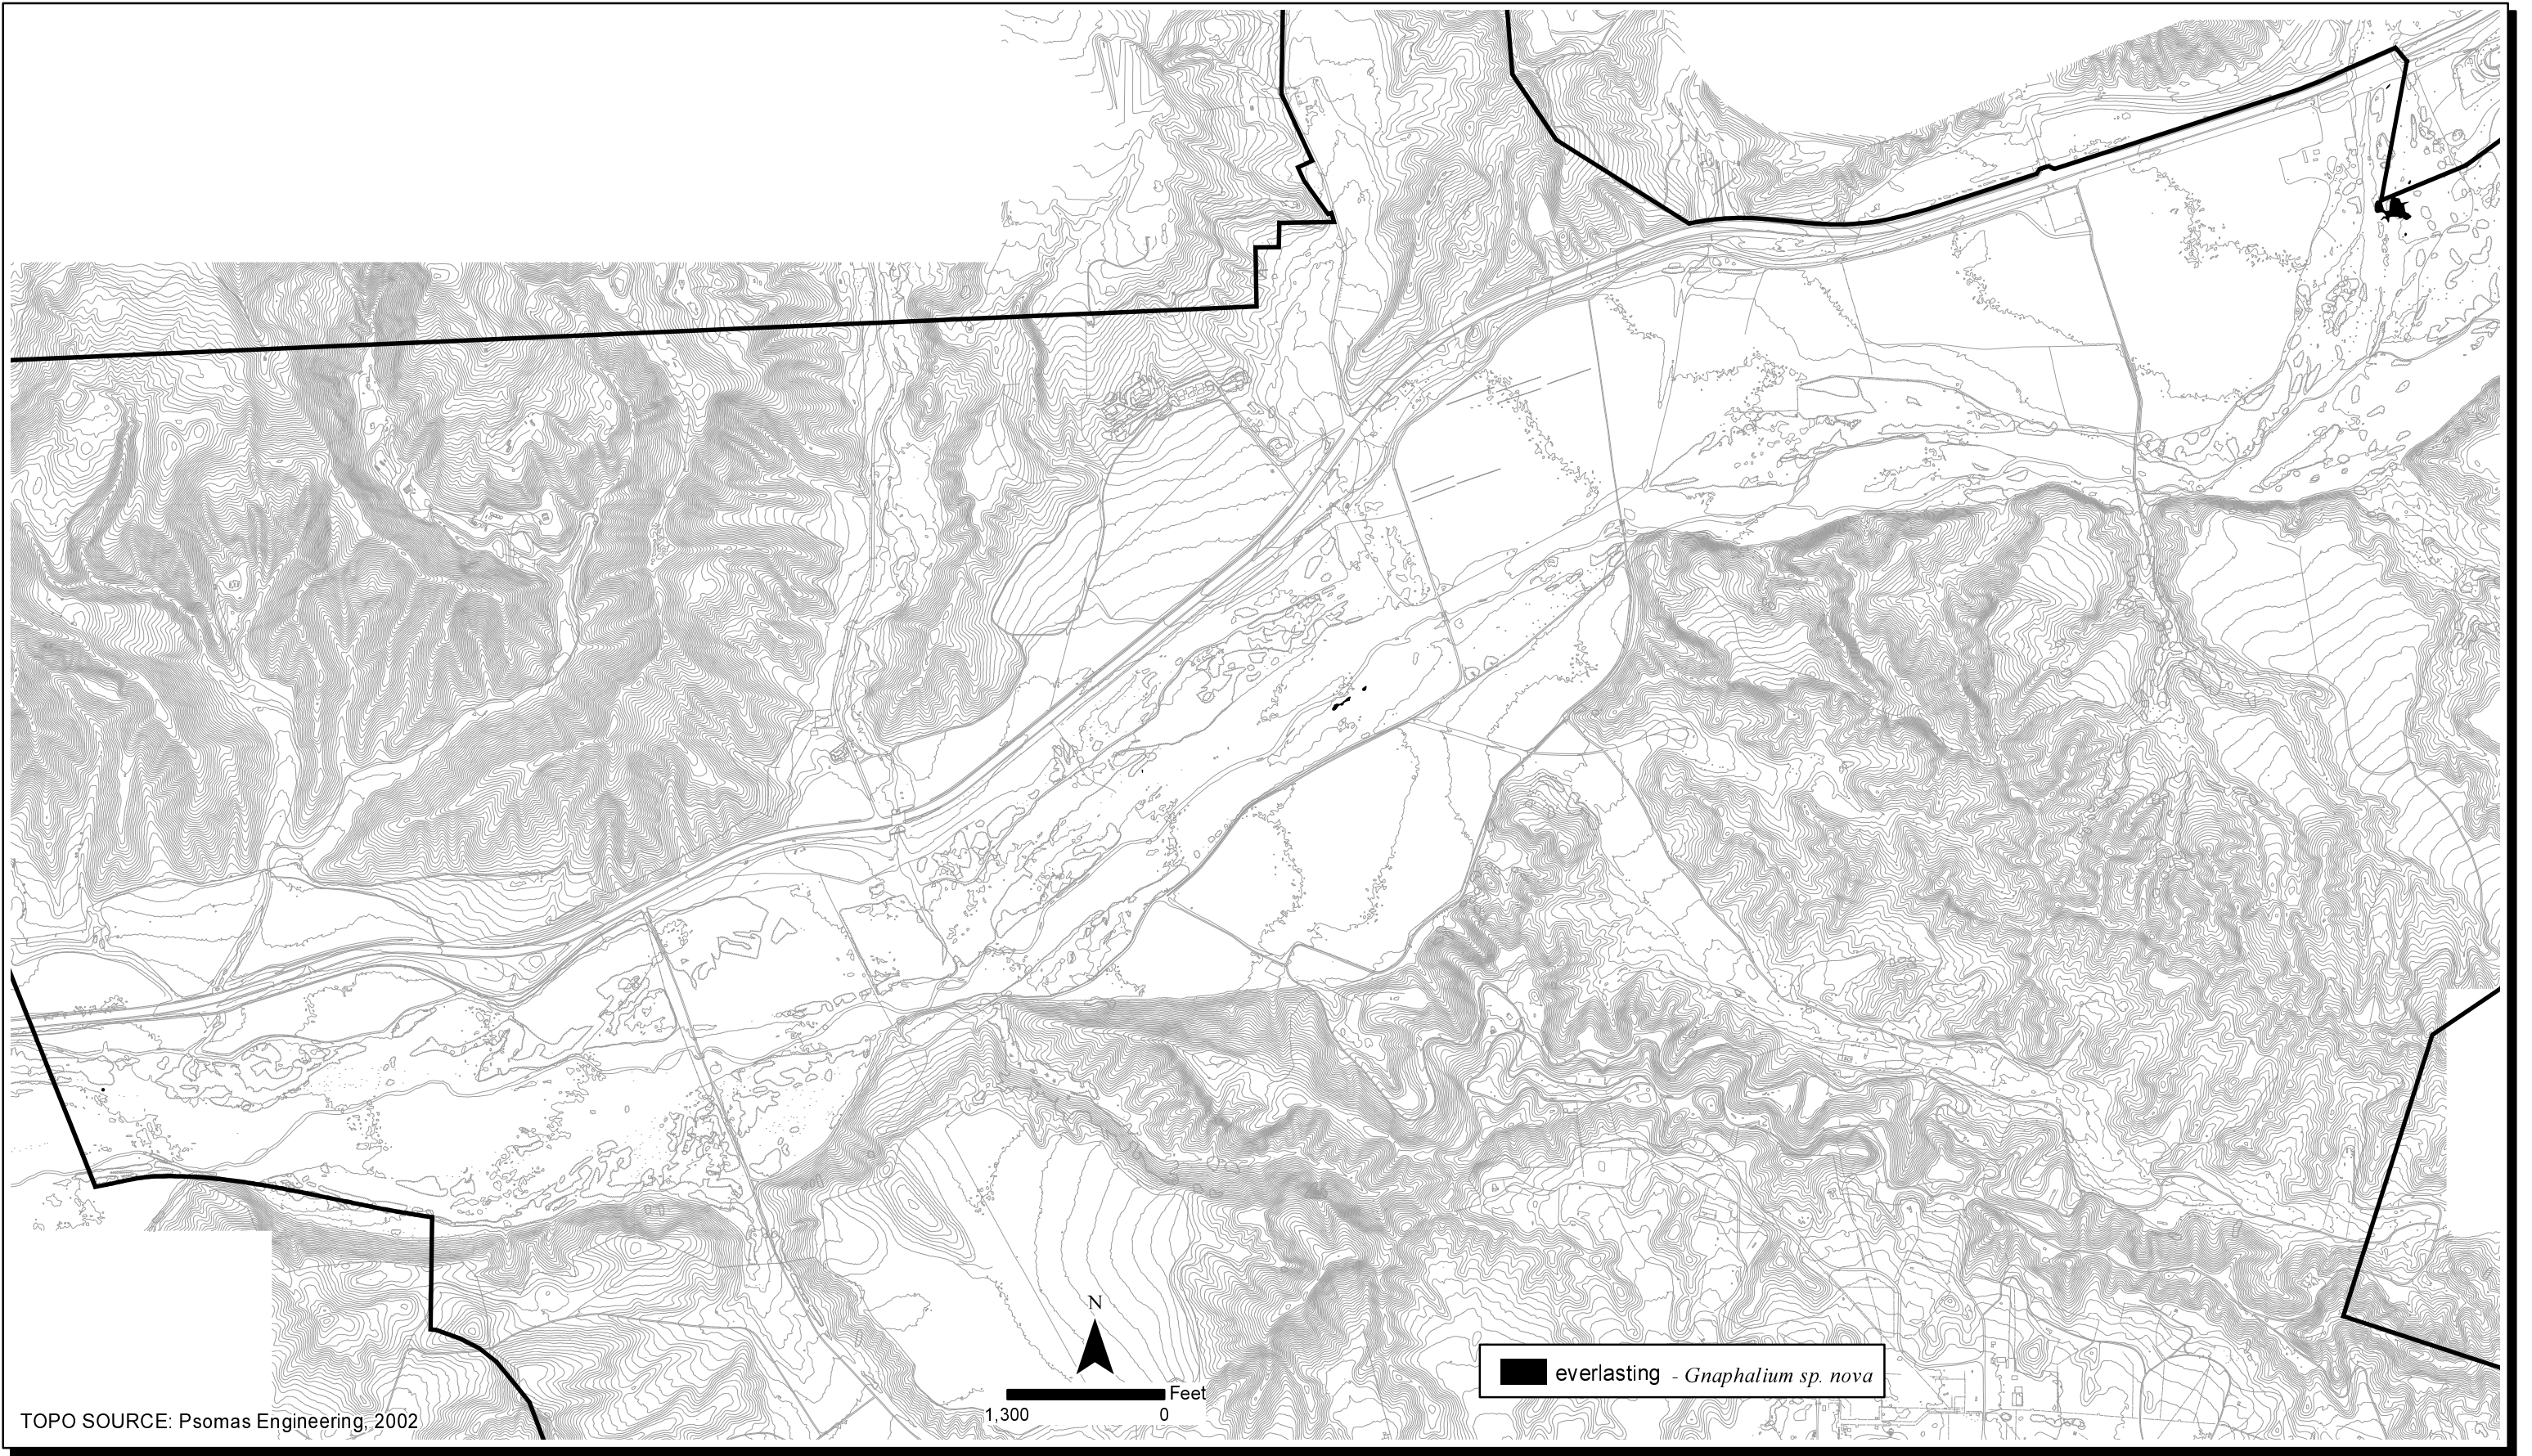 N
Feet
1,300 0
everlasting - Gnaphalium sp. nova
TOPO SOURCE: Psomas Engineering, 2002